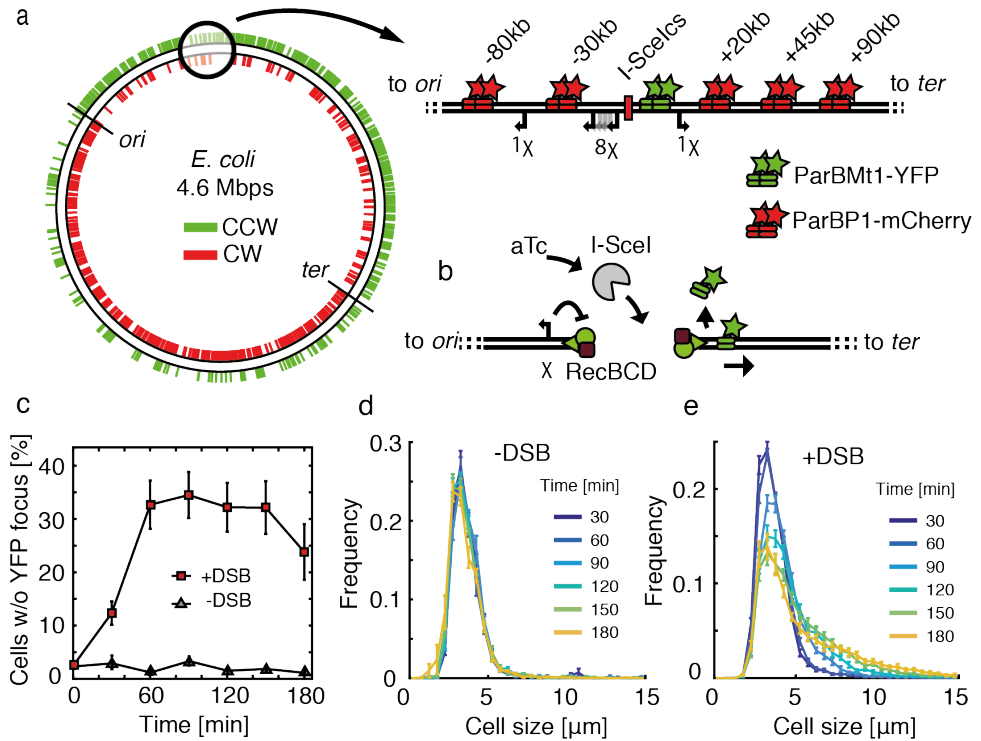 a
-80kb
-30kb
I-SceIcs
+20kb
+45kb
+90kb
to ori
to ter
1χ
8χ
1χ
ori
E. coli
4.6 Mbps
CCW
CW
ter
ParBMt1-YFP
ParBP1-mCherry
b
aTc
I-SceI
to ori
to ter
χ
RecBCD
c
Cells w/o YFP focus [%]
40
30
20
10
0
+DSB
-DSB
0
60
120
180
Time [min]
d
-DSB
Time [min]
30
60
90
120
150
180
Frequency
0.3
0.2
0.1
0
0
5
10
15
Cell size [µm]
e
+DSB
Time [min]
30
60
90
120
150
180
Frequency
0.2
0.1
0
0
5
10
15
Cell size [µm]